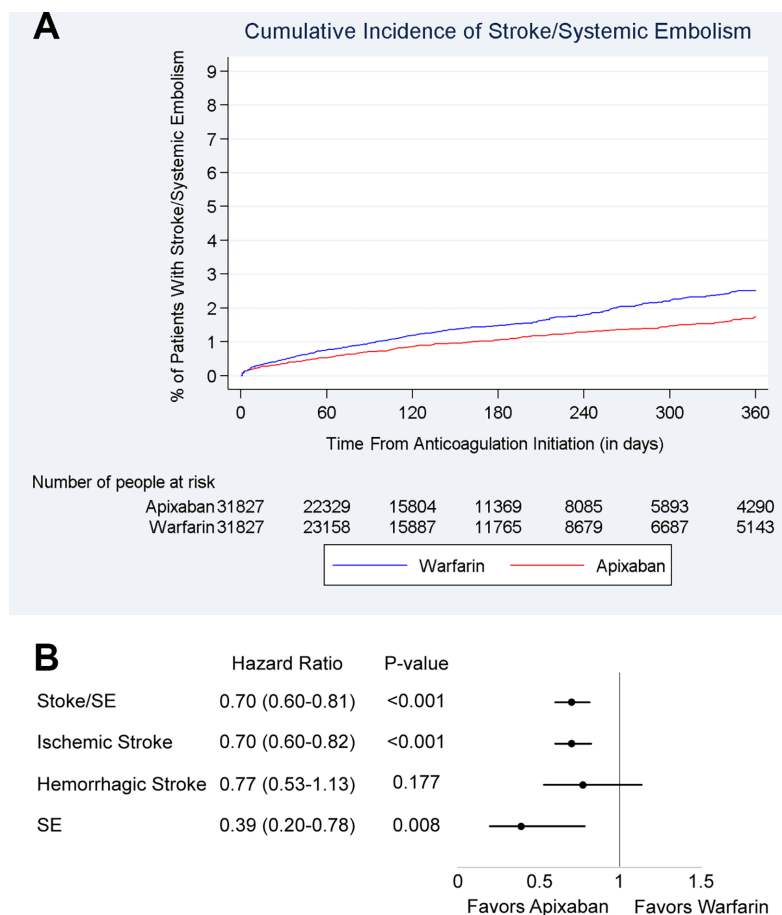 A
Cumulative Incidence of Stroke/Systemic Embolism
% of Patients With Stroke/Systemic Embolism
9
8
7
6
5
4
3
2
1
0
0 60 120 180 240 300 360
Time From Anticoagulation Initiation (in days)
Number of people at risk
Apixaban 31827 22329 15804 11369 8085 5893 4290
Warfarin 31827 23158 15887 11765 8679 6687 5143
Warfarin Apixaban
B
Hazard Ratio P-value
Stoke/SE 0.70 (0.60-0.81) <0.001
Ischemic Stroke 0.70 (0.60-0.82) <0.001
Hemorrhagic Stroke 0.77 (0.53-1.13) 0.177
SE 0.39 (0.20-0.78) 0.008
0 0.5 1 1.5
Favors Apixaban Favors Warfarin